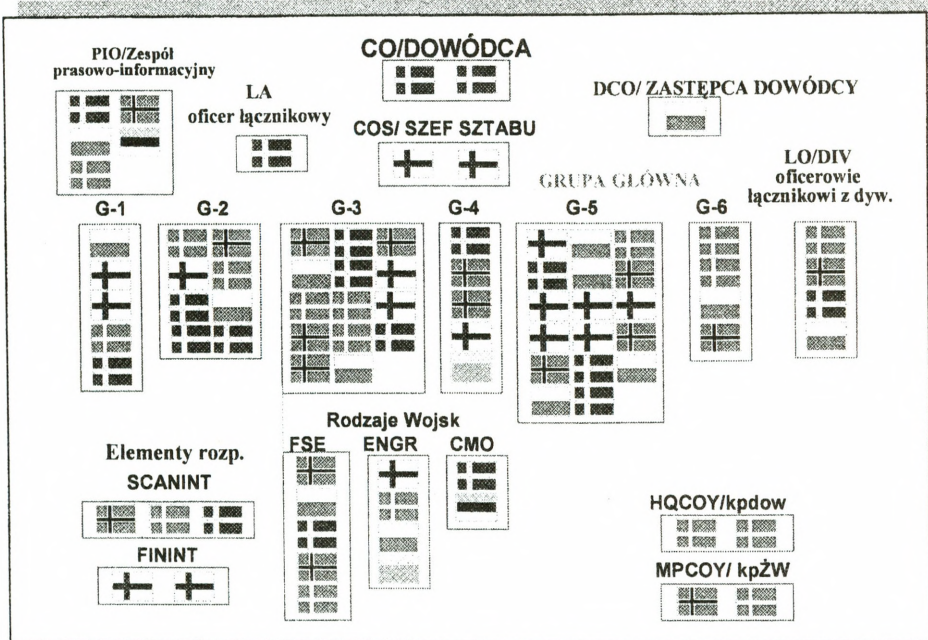 PIO/Zespół
prasowo-informacyjny
LA
oficer łącznikowy
CO/DOWÓDCA
COS/ SZEF SZTABU
DCO/ ZASTĘPCA DOWÓDCY
GRUPA GŁÓWNA
LO/DIV
oficerowie
łącznikowi z dyw.
G-1
G-2
G-3
G-4
G-5
G-6
Elementy rozp.
SCANINT
FININT
Rodzaje Wojsk
FSE
ENGR
CMO
HQCOY/kpdow
MPCOY/ kpŻW